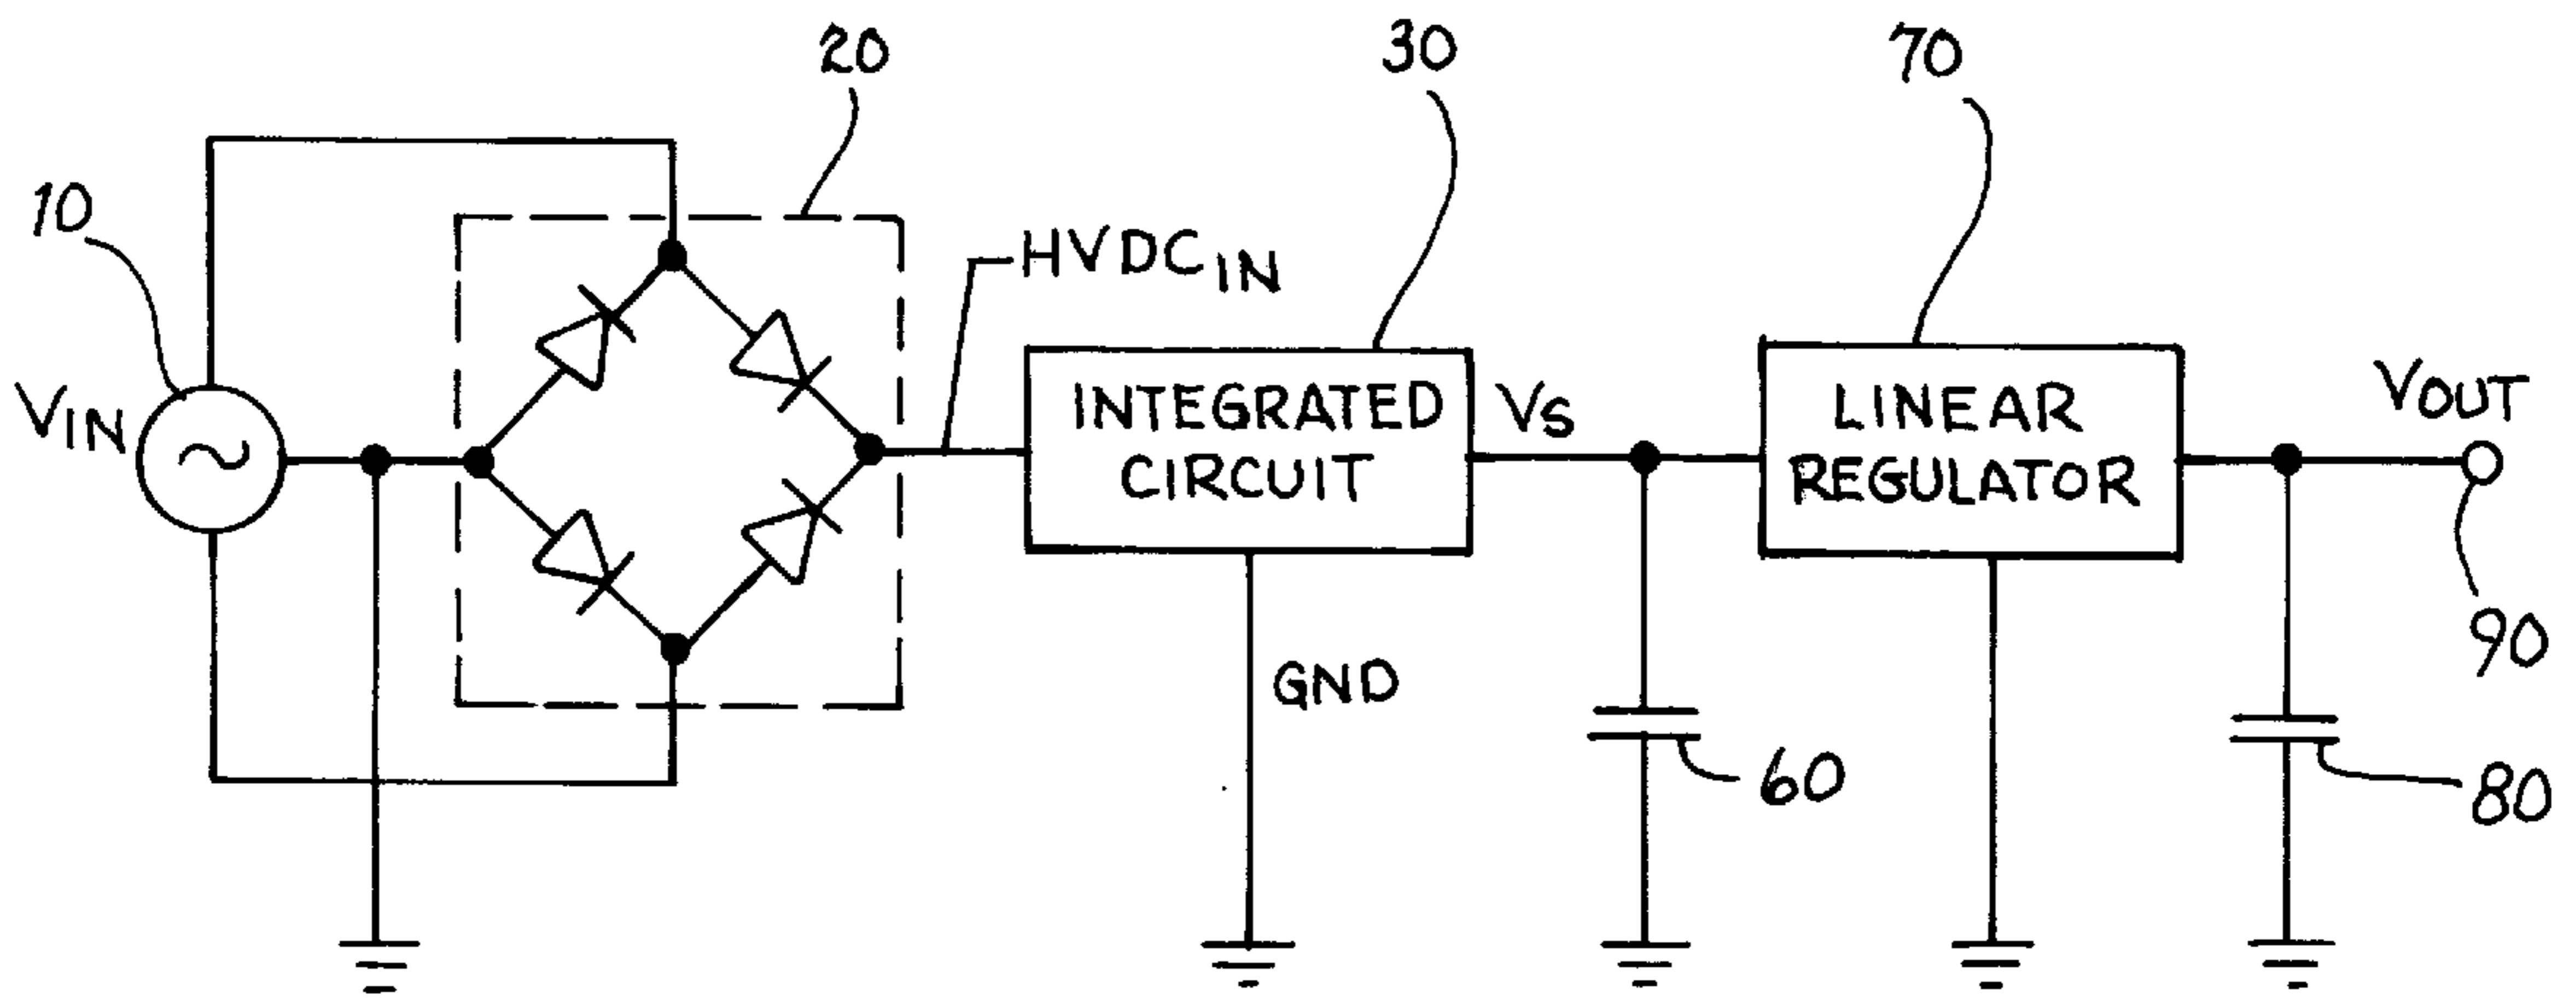 20
30
70
10
HVDCIN
VIN
INTEGRATED
CIRCUIT
VS
LINEAR
REGULATOR
VOUT
GND
60
90
80